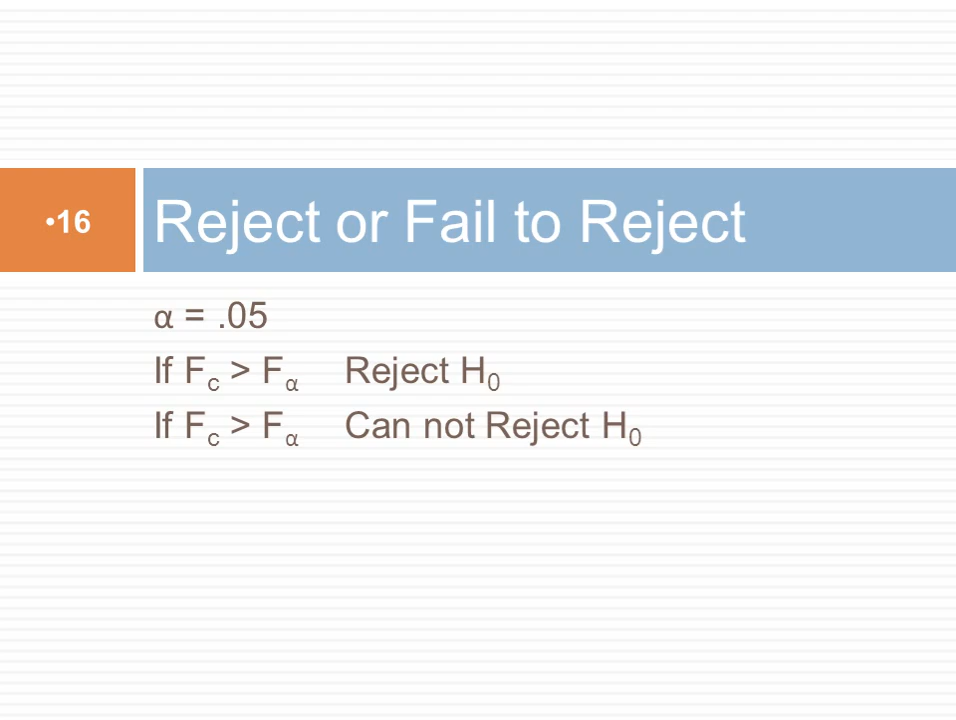 •16
Reject or Fail to Reject
α = .05
If Fc > Fα Reject H0
If Fc > Fα Can not Reject H0